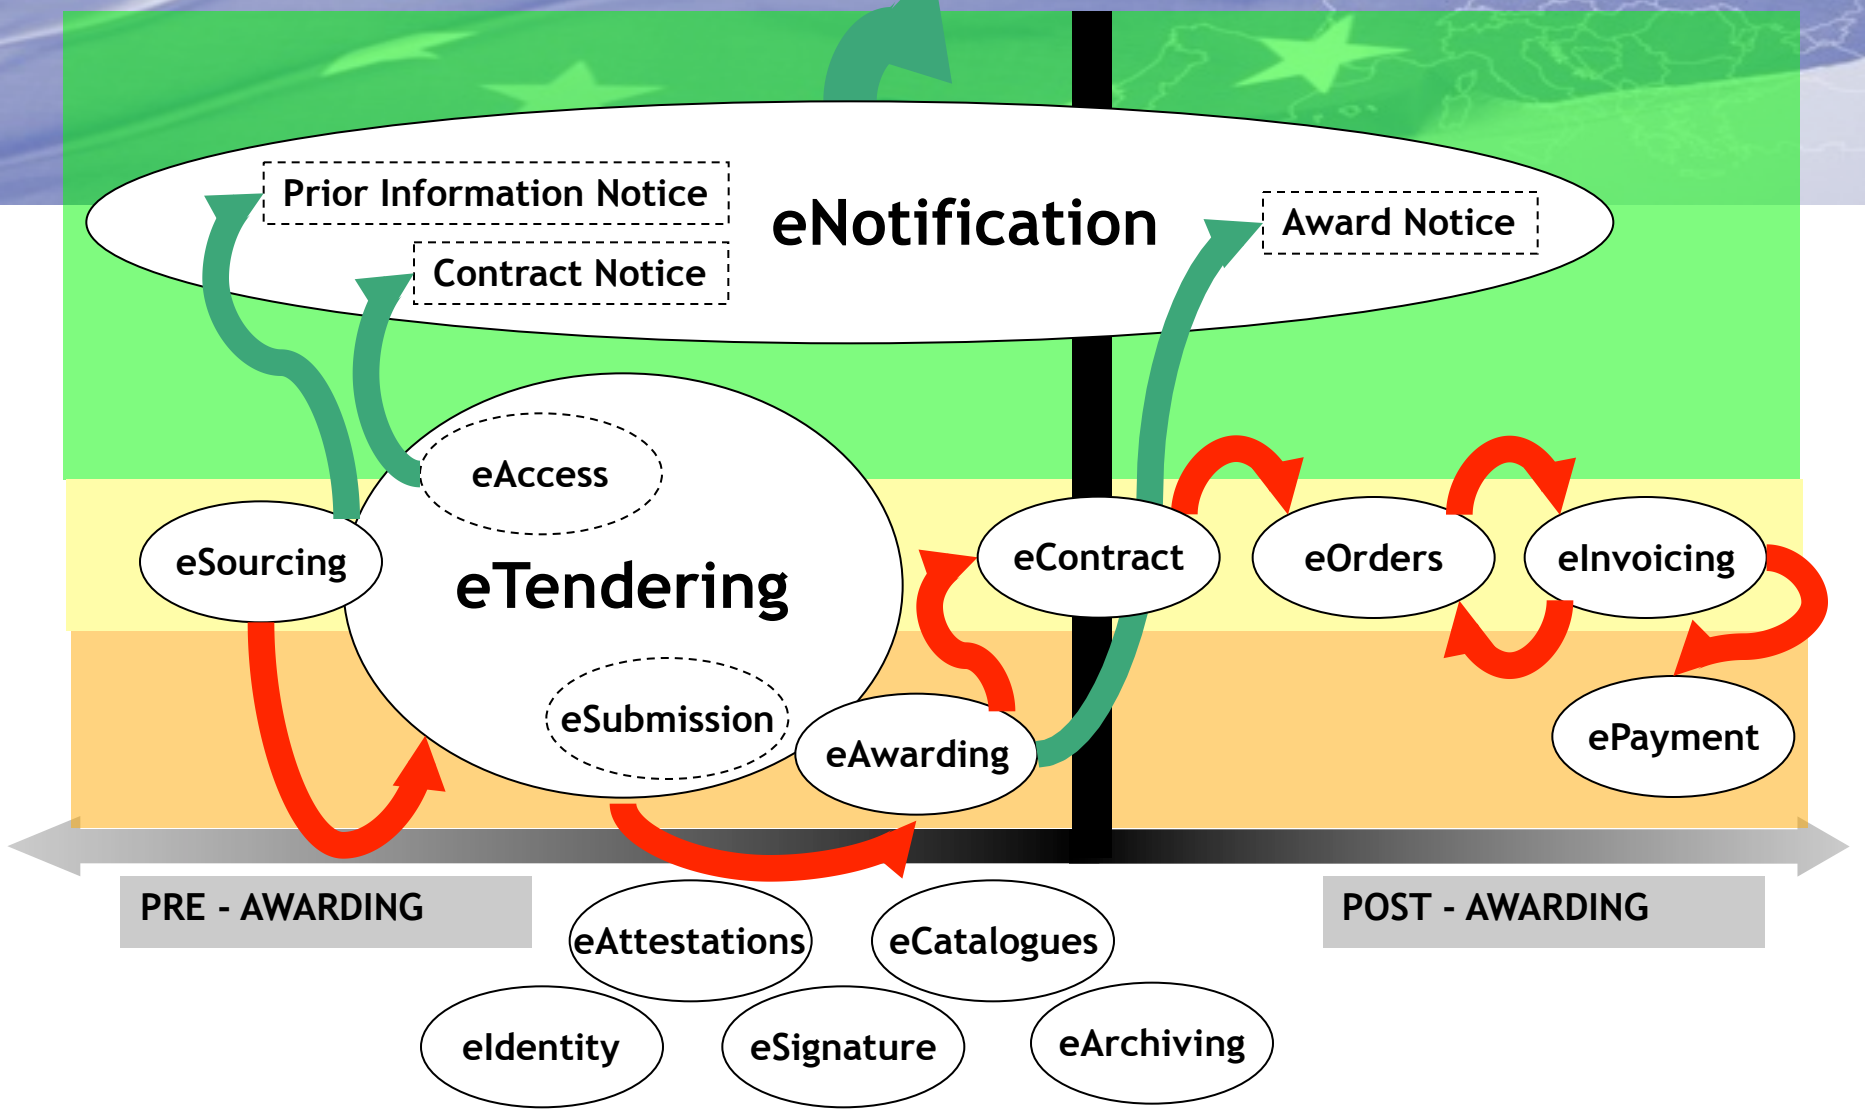 Prior Information Notice
eNotification
Award Notice
Contract Notice
eAccess
eSourcing
eTendering
eContract
eOrders
eInvoicing
eSubmission
eAwarding
ePayment
PRE - AWARDING
POST - AWARDING
eAttestations
eCatalogues
eIdentity
eSignature
eArchiving